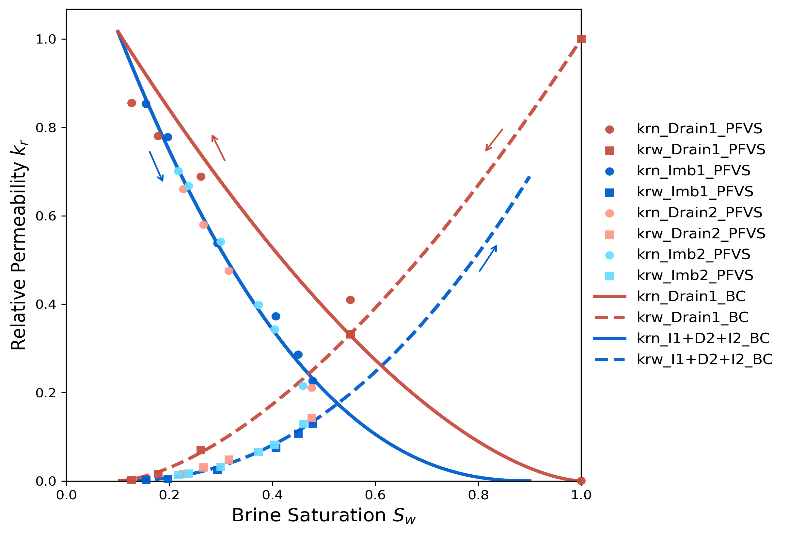 1.0
0.8
0.6
0.4
0.2
0.0
0.0 0.2 0.4 0.6 0.8 1.0
Relative Permeability kr
Brine Saturation Sw
krn_Drain1_PFVS
krw_Drain1_PFVS
krn_Imb1_PFVS
krw_Imb1_PFVS
krn_Drain2_PFVS
krw_Drain2_PFVS
krn_Imb2_PFVS
krw_Imb2_PFVS
krn_Drain1_BC
krw_Drain1_BC
krn_I1+D2+I2_BC
krw_I1+D2+I2_BC